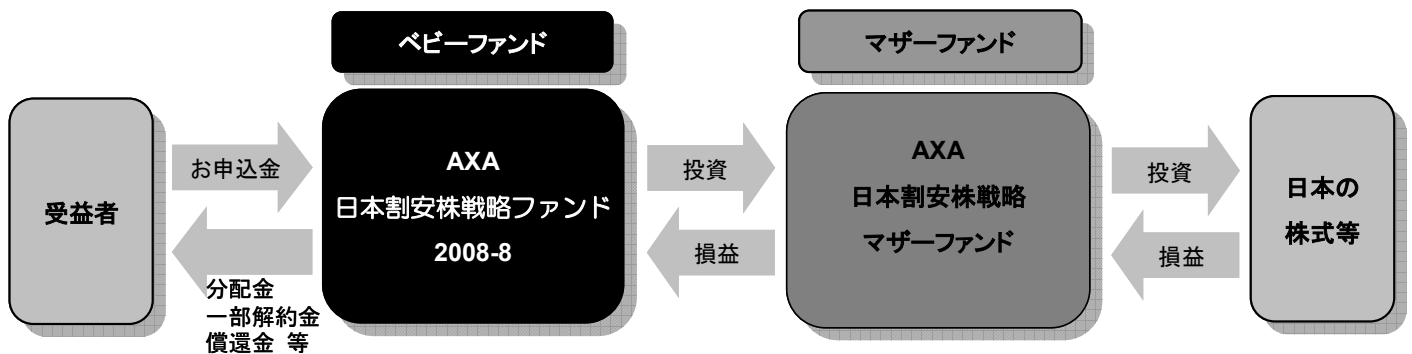 ベビーファンド
マザーファンド
受益者
お申込金
分配金
一部解約金
償還金 等
AXA
日本割安株戦略ファンド
2008-8
投資
損益
AXA
日本割安株戦略
マザーファンド
投資
損益
日本の
株式等